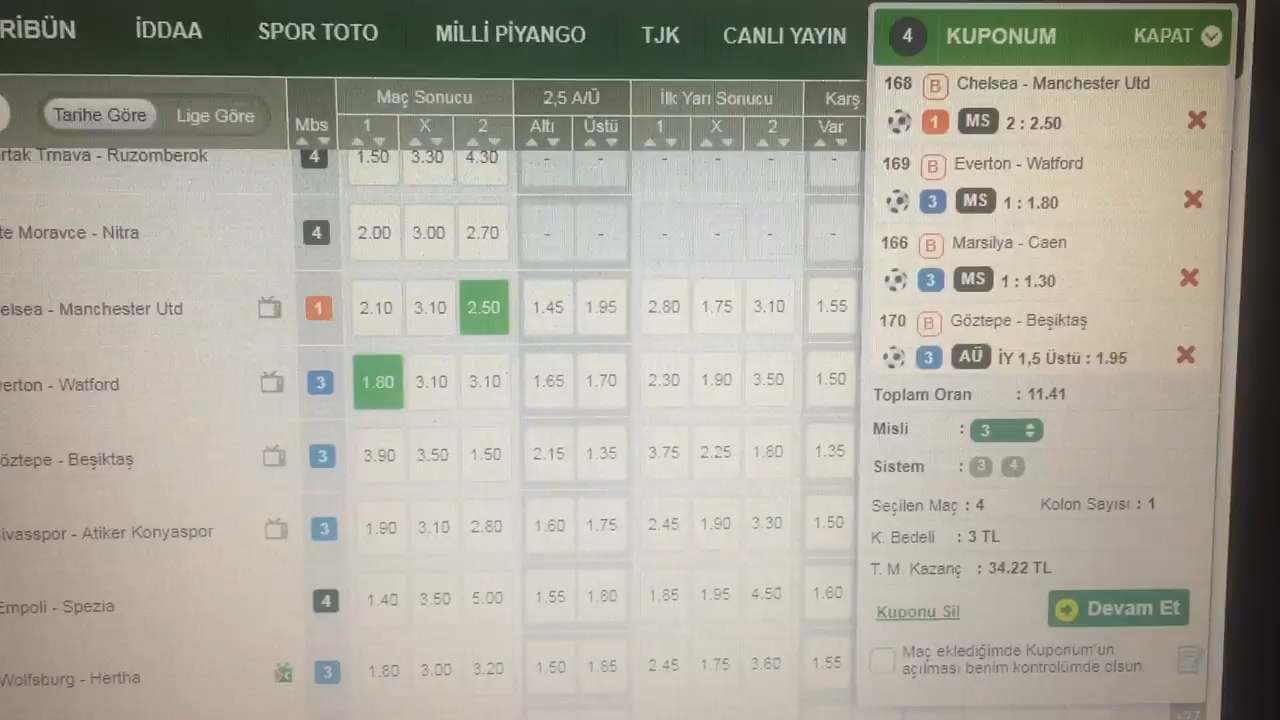 RİBÜN İDDAA SPOR TOTO MİLLİ PİYANGO TJK CANLI YAYIN
Tarihe Göre Lige Göre
Mbs
Maç Sonucu 2,5 A/Ü İlk Yarı Sonucu Karş
1 X 2 Altı Üstü 1 X 2 Var
rtak Trnava - Ruzomberok 4 1.50 3.30 4.30 - - - - - -
te Moravce - Nitra 4 2.00 3.00 2.70 - - - - - -
elsea - Manchester Utd 1 2.10 3.10 2.50 1.45 1.95 2.80 1.75 3.10 1.55
verton - Watford 3 1.80 3.10 3.10 1.65 1.70 2.30 1.90 3.50 1.50
öztepe - Beşiktaş 3 3.90 3.50 1.50 2.15 1.35 3.75 2.25 1.80 1.35
ivasspor - Atiker Konyaspor 3 1.90 3.10 2.80 1.60 1.75 2.45 1.90 3.30 1.50
Empoli - Spezia 4 1.40 3.50 5.00 1.55 1.80 1.85 1.95 4.50 1.60
Wolfsburg - Hertha 3 1.80 3.00 3.20 1.50 1.85 2.45 1.75 3.60 1.55
4 KUPONUM KAPAT
168 B Chelsea - Manchester Utd
1 MS 2 : 2.50
169 B Everton - Watford
3 MS 1 : 1.80
166 B Marsilya - Caen
3 MS 1 : 1.30
170 B Göztepe - Beşiktaş
3 AÜ İY 1,5 Üstü : 1.95
Toplam Oran : 11.41
Misli : 3
Sistem : 3 4
Seçilen Maç : 4 Kolon Sayısı : 1
K. Bedeli : 3 TL
T. M. Kazanç : 34.22 TL
Kuponu Sil Devam Et
Maç eklediğimde Kuponum'un
açılması benim kontrolümde olsun